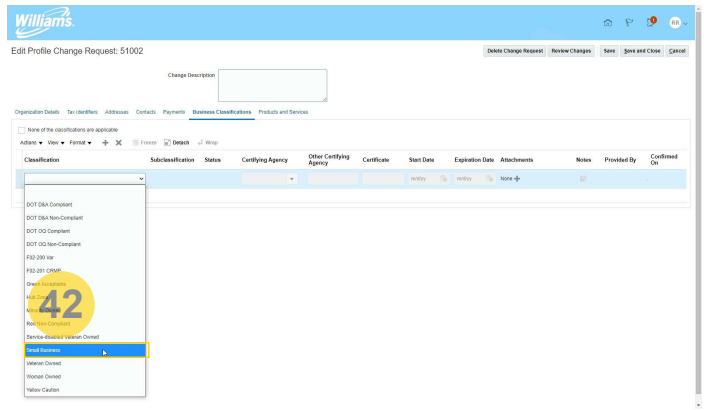 Williams.
RR
Edit Profile Change Request: 51002
Delete Change Request Review Changes Save Save and Close Cancel
Change Description
Organization Details Tax Identifiers Addresses Contacts Payments Business Classifications Products and Services
None of the classifications are applicable
Actions View Format Freeze Detach Wrap
Classification Subclassification Status Certifying Agency Other Certifying Agency Certificate Start Date Expiration Date Attachments Notes Provided By Confirmed On
m/d/yy m/d/yy None
DOT D&A Compliant
DOT D&A Non-Compliant
DOT OQ Compliant
DOT OQ Non-Compliant
F02-200 Var
F02-201 CRMP
Green Acceptable
Hub Zone
Minority Owned
Red Non-Compliant
Service-disabled Veteran Owned
Small Business
Veteran Owned
Woman Owned
Yellow Caution
42